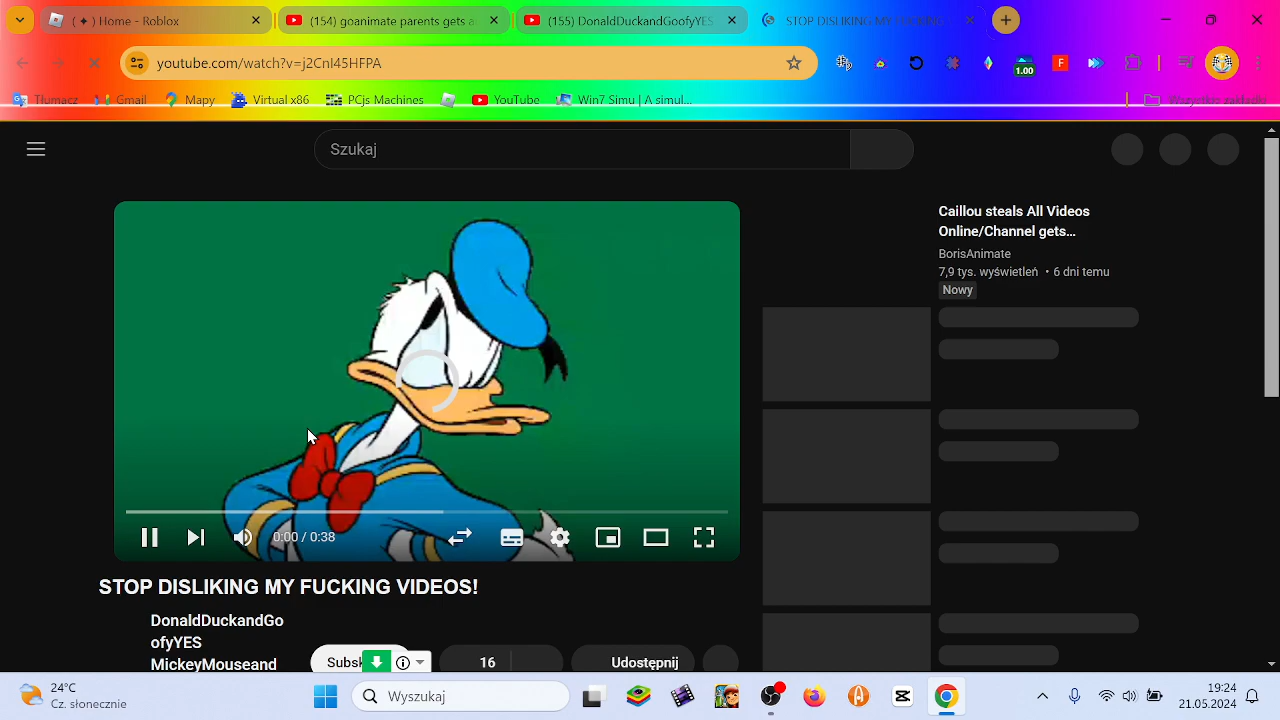 ( ✦ ) Home - Roblox
(154) goanimate parents gets a
(155) DonaldDuckandGoofyYES
STOP DISLIKING MY FUCKING
youtube.com/watch?v=j2CnI45HFPA
1.00
F
Tłumacz
Gmail
Mapy
Virtual x86
PCjs Machines
YouTube
Win7 Simu | A simul...
Wszystkie zakładki
Szukaj
Caillou steals All Videos
Online/Channel gets...
BorisAnimate
7,9 tys. wyświetleń • 6 dni temu
Nowy
0:00 / 0:38
STOP DISLIKING MY FUCKING VIDEOS!
DonaldDuckandGo
ofyYES
MickeyMouseand
Subsk
16
Udostępnij
24°C
Cz. słonecznie
Wyszukaj
19:24
21.05.2024